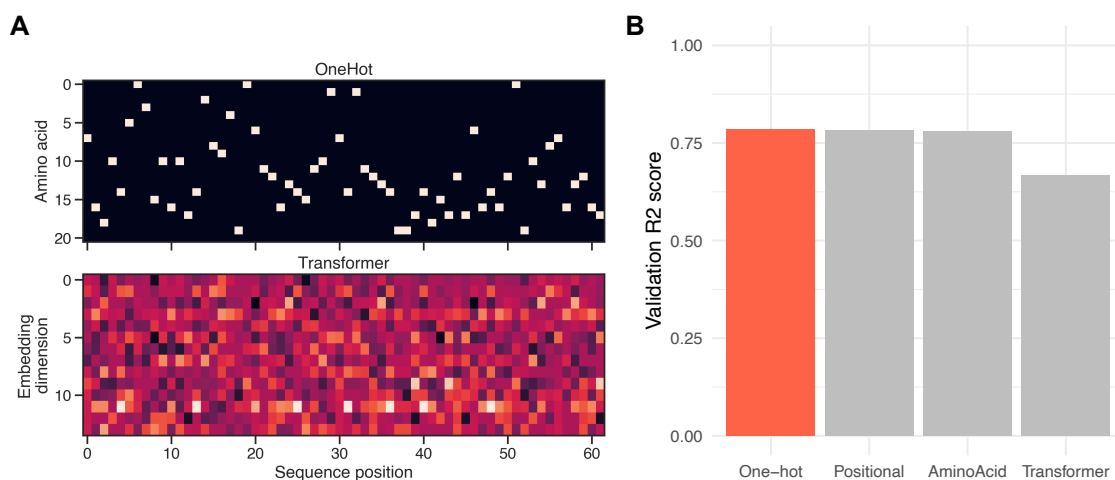 A
OneHot
Amino acid
0
5
10
15
20
Transformer
Embedding
dimension
0
5
10
0 10 20 30 40 50 60
Sequence position
B
Validation R2 score
1.00
0.75
0.50
0.25
0.00
One−hot Positional AminoAcid Transformer